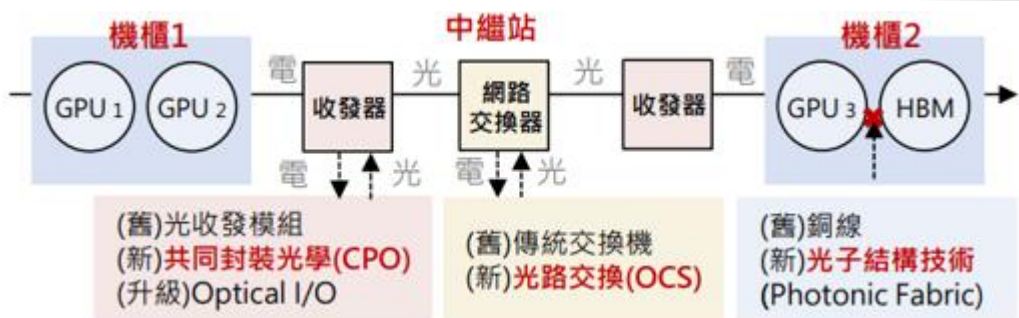 機櫃1
中繼站
機櫃2
電
光
光
電
GPU 1
GPU 2
收發器
網路
交換器
收發器
GPU 3
HBM
電
光
電
光
(舊)光收發模組
(新)共同封裝光學(CPO)
(升級)Optical I/O
(舊)傳統交換機
(新)光路交換(OCS)
(舊)銅線
(新)光子結構技術
(Photonic Fabric)